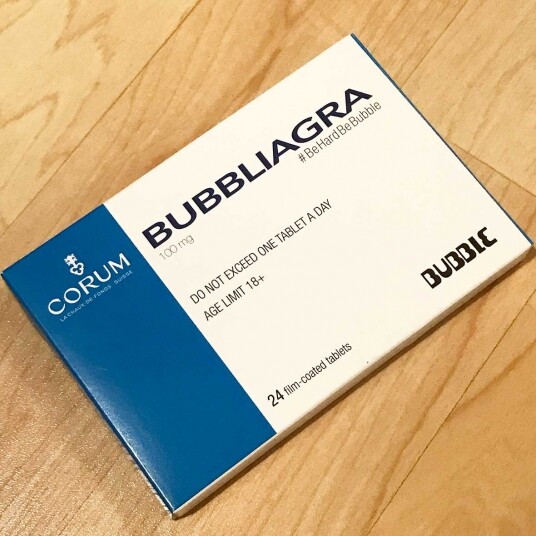 BUBBLIAGRA
#BeHardBeBubble
100 mg
DO NOT EXCEED ONE TABLET A DAY
AGE LIMIT 18+
CORUM
LA CHAUX-DE-FONDS SUISSE
BUBBLE
24 film-coated tablets